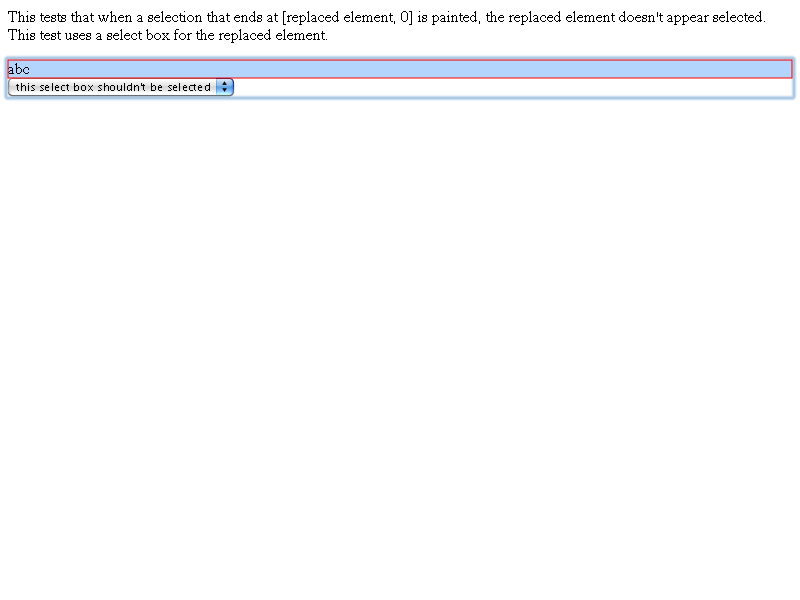 This tests that when a selection that ends at [replaced element, 0] is painted, the replaced element doesn't appear selected.
This test uses a select box for the replaced element.
abc
this select box shouldn't be selected